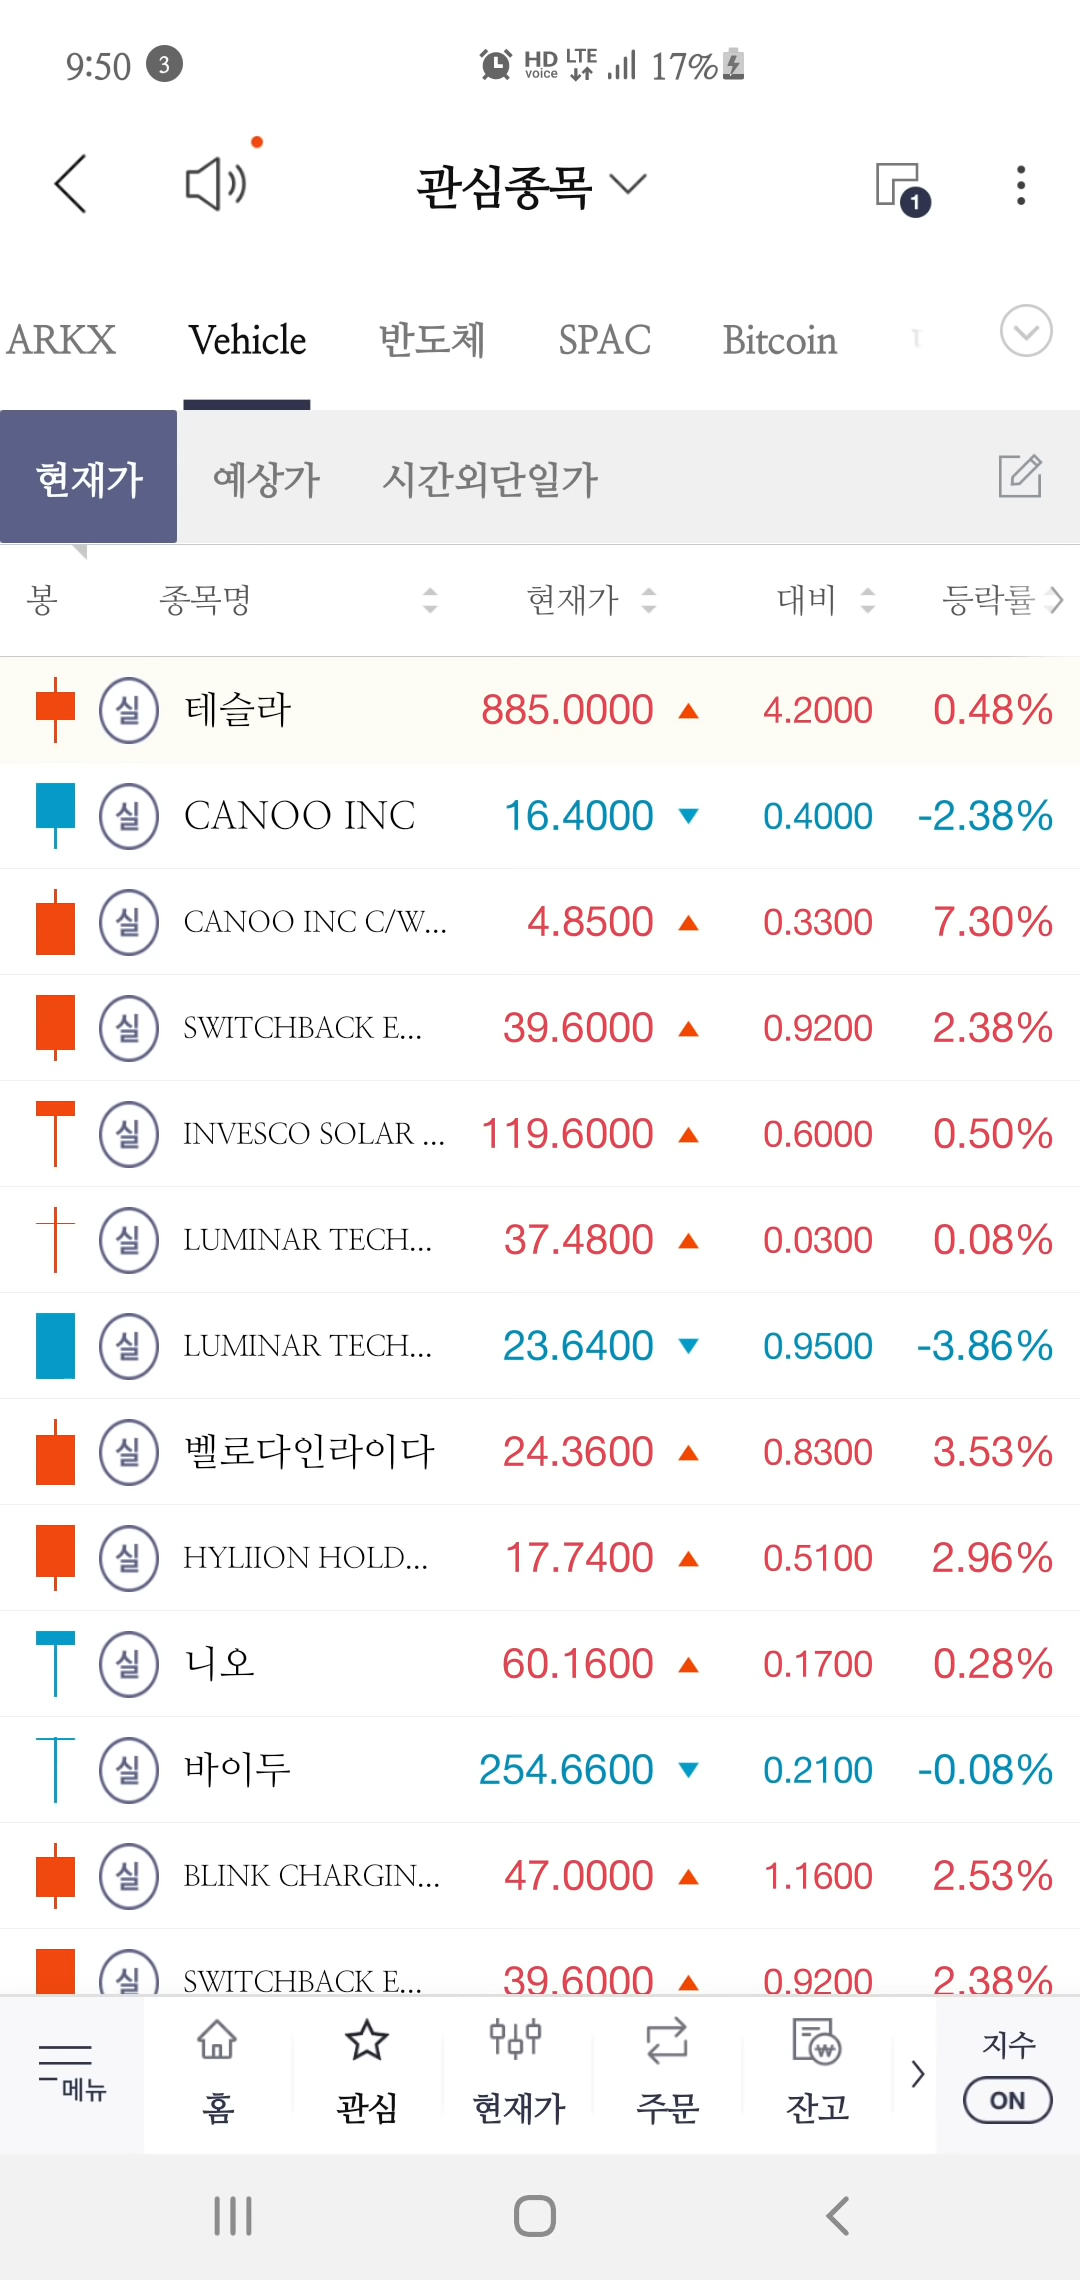 9:50 3 HD voice LTE 17%
관심종목 1
ARKX Vehicle 반도체 SPAC Bitcoin
현재가 예상가 시간외단일가
봉 종목명 현재가 대비 등락률
실 테슬라 885.0000 ▲ 4.2000 0.48%
실 CANOO INC 16.4000 ▼ 0.4000 -2.38%
실 CANOO INC C/W... 4.8500 ▲ 0.3300 7.30%
실 SWITCHBACK E... 39.6000 ▲ 0.9200 2.38%
실 INVESCO SOLAR ... 119.6000 ▲ 0.6000 0.50%
실 LUMINAR TECH... 37.4800 ▲ 0.0300 0.08%
실 LUMINAR TECH... 23.6400 ▼ 0.9500 -3.86%
실 벨로다인라이다 24.3600 ▲ 0.8300 3.53%
실 HYLIION HOLD... 17.7400 ▲ 0.5100 2.96%
실 니오 60.1600 ▲ 0.1700 0.28%
실 바이두 254.6600 ▼ 0.2100 -0.08%
실 BLINK CHARGIN... 47.0000 ▲ 1.1600 2.53%
실 SWITCHBACK E... 39.6000 ▲ 0.9200 2.38%
메뉴 홈 관심 현재가 주문 잔고 지수
ON